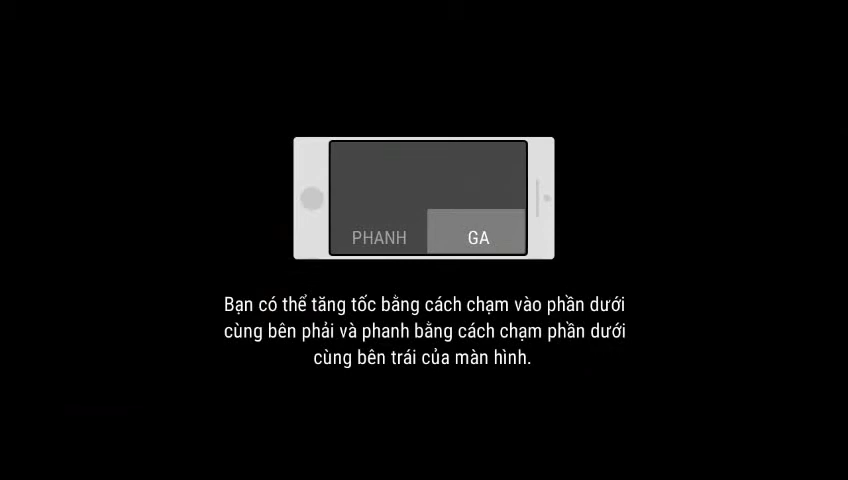 PHANH GA
Bạn có thể tăng tốc bằng cách chạm vào phần dưới
cùng bên phải và phanh bằng cách chạm phần dưới
cùng bên trái của màn hình.